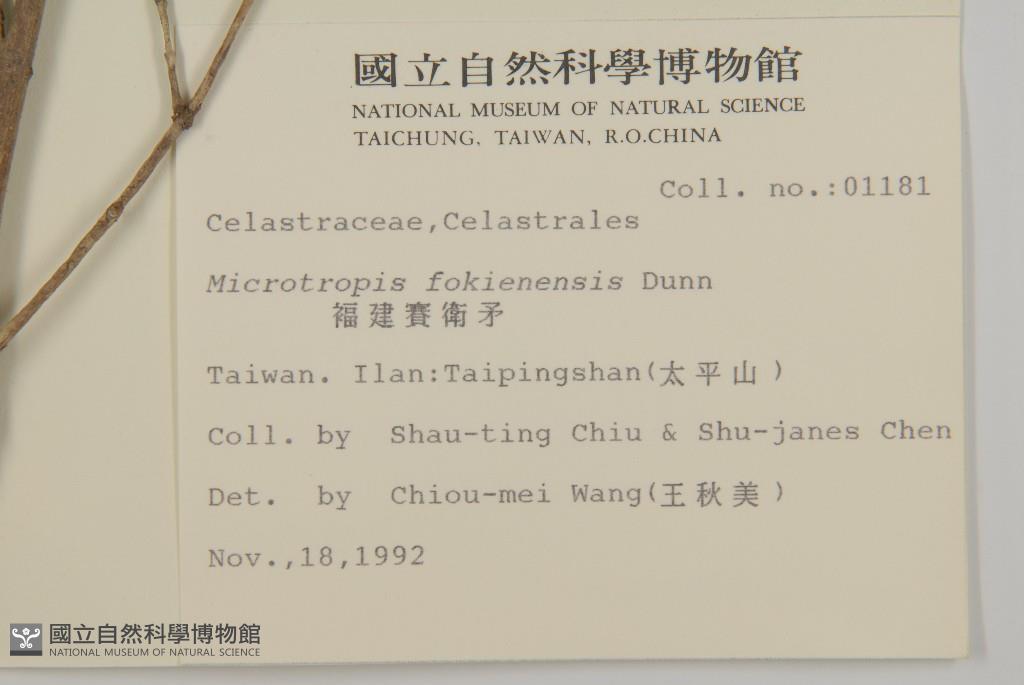 國立自然科學博物館
NATIONAL MUSEUM OF NATURAL SCIENCE
TAICHUNG, TAIWAN, R.O.CHINA
Coll. no.:01181
Celastraceae,Celastrales
Microtropis fokienensis Dunn
福建賽衛矛
Taiwan. Ilan:Taipingshan(太平山)
Coll. by Shau-ting Chiu & Shu-janes Chen
Det. by Chiou-mei Wang(王秋美)
Nov.,18,1992
國立自然科學博物館
NATIONAL MUSEUM OF NATURAL SCIENCE